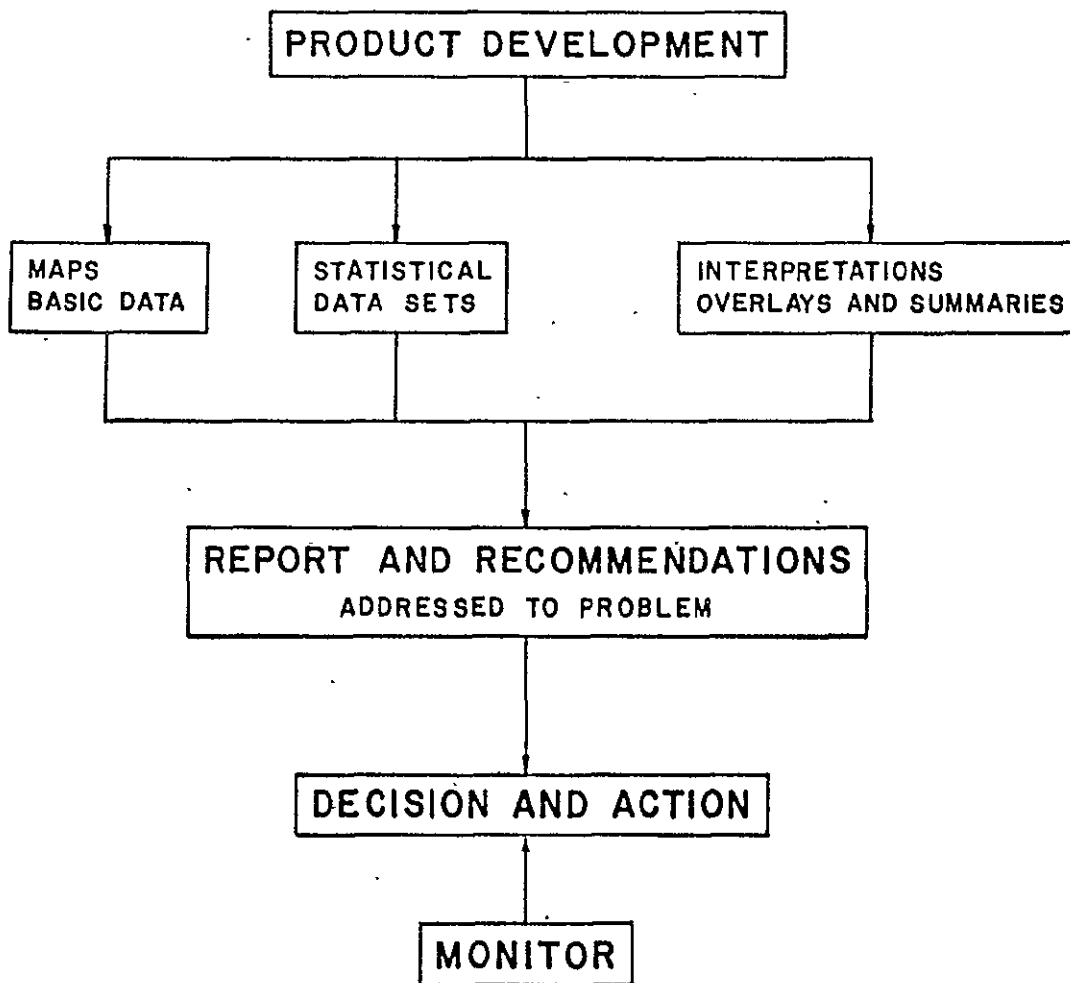 PRODUCT DEVELOPMENT
MAPS
BASIC DATA
STATISTICAL
DATA SETS
INTERPRETATIONS
OVERLAYS AND SUMMARIES
REPORT AND RECOMMENDATIONS
ADDRESSED TO PROBLEM
DECISION AND ACTION
MONITOR